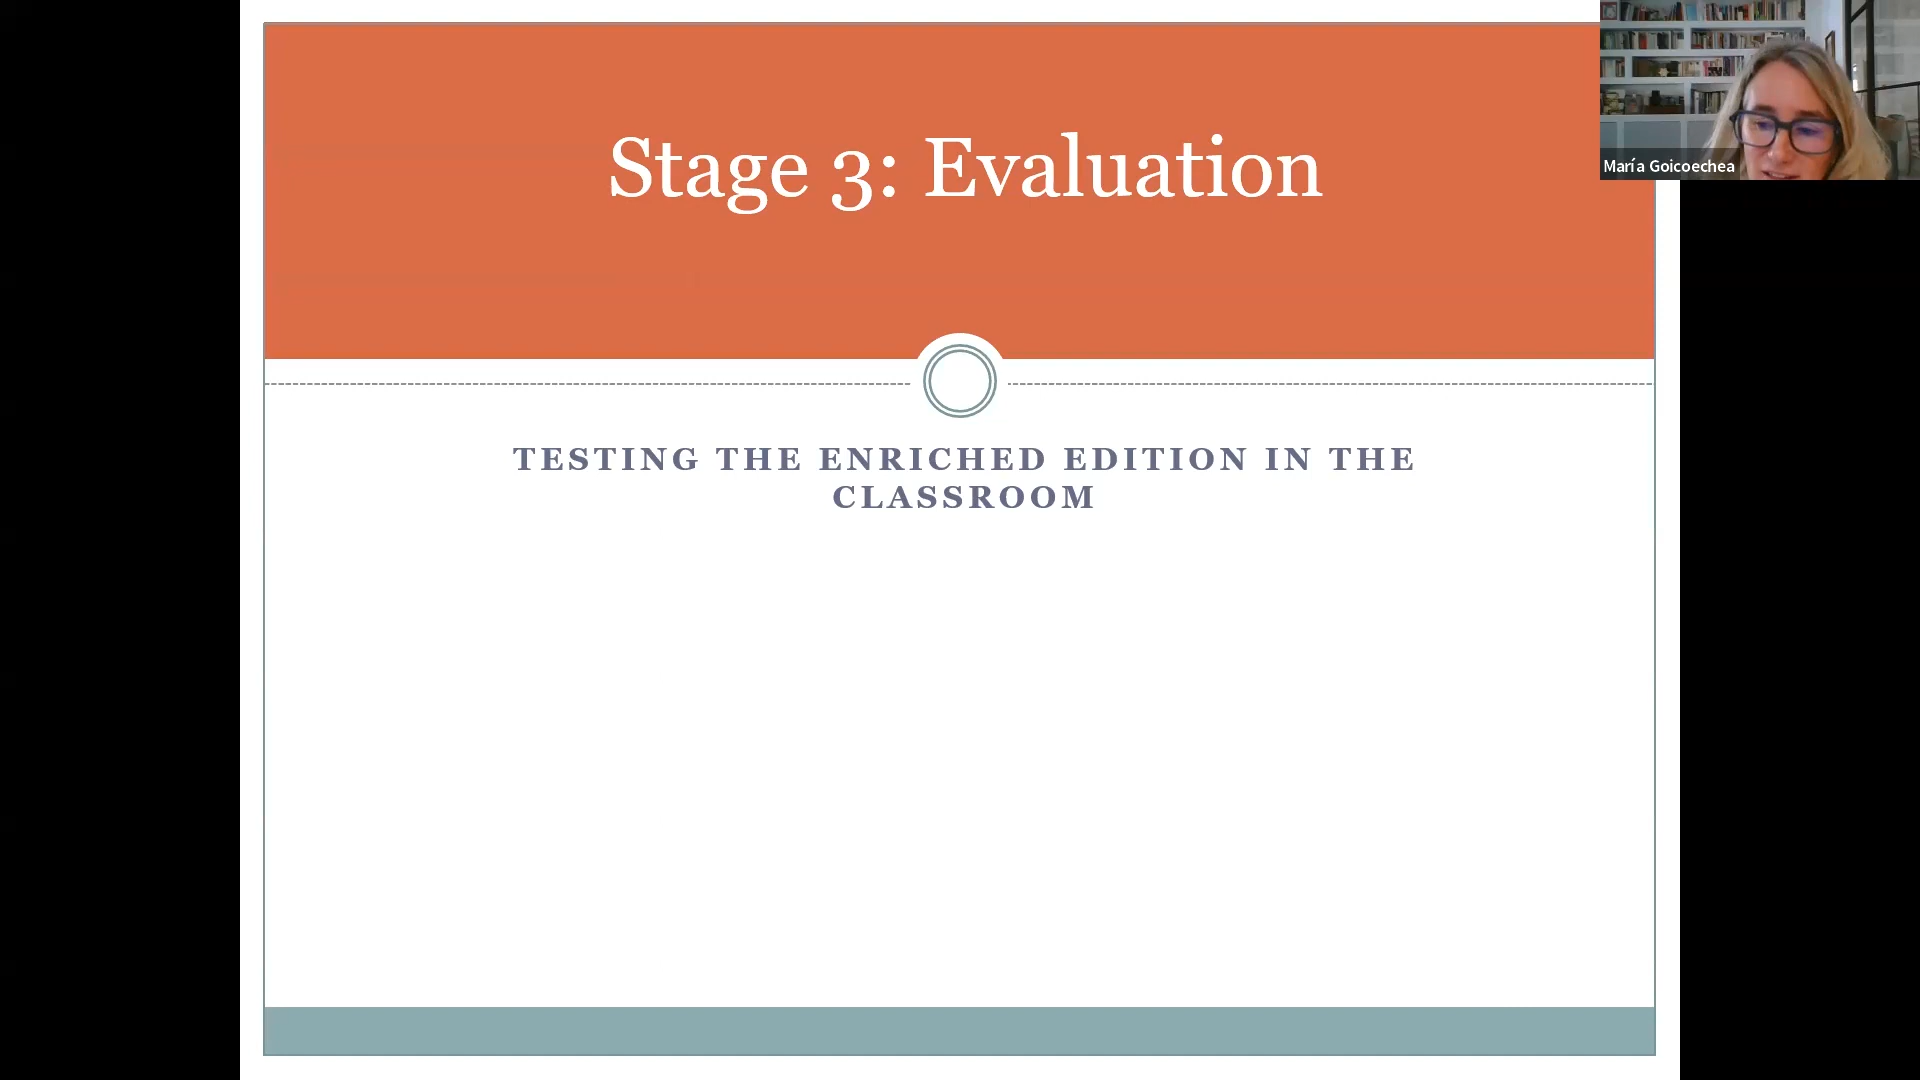 Stage 3: Evaluation
María Goicoechea
TESTING THE ENRICHED EDITION IN THE
CLASSROOM